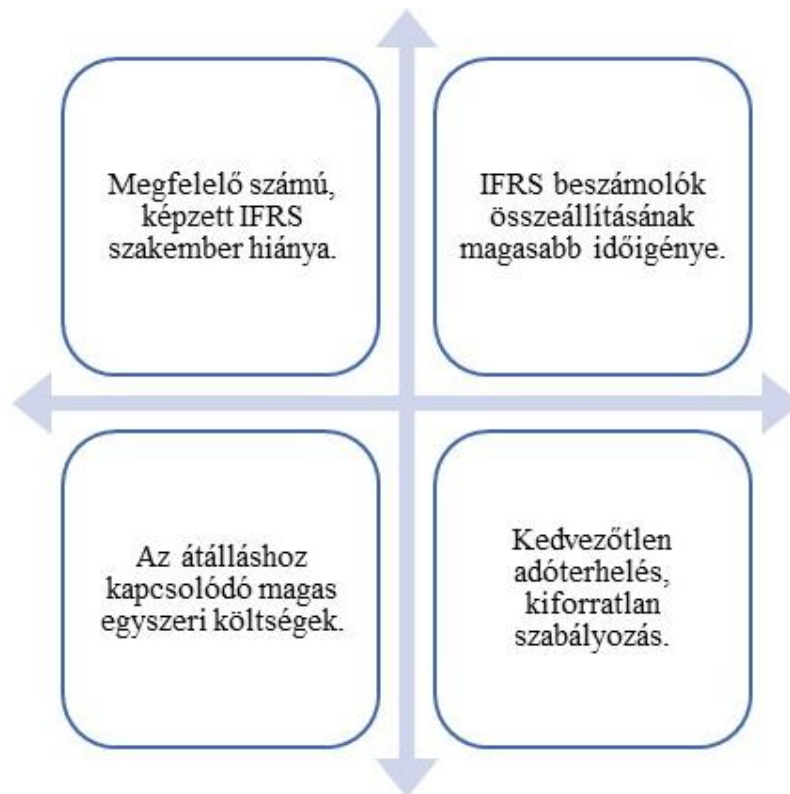 Megfelelő számú,
képzett IFRS
szakember hiánya.
IFRS beszámolók
összeállításának
magasabb időigénye.
Az átálláshoz
kapcsolódó magas
egyszeri költségek.
Kedvezőtlen
adóterhelés,
kiforratlan
szabályozás.